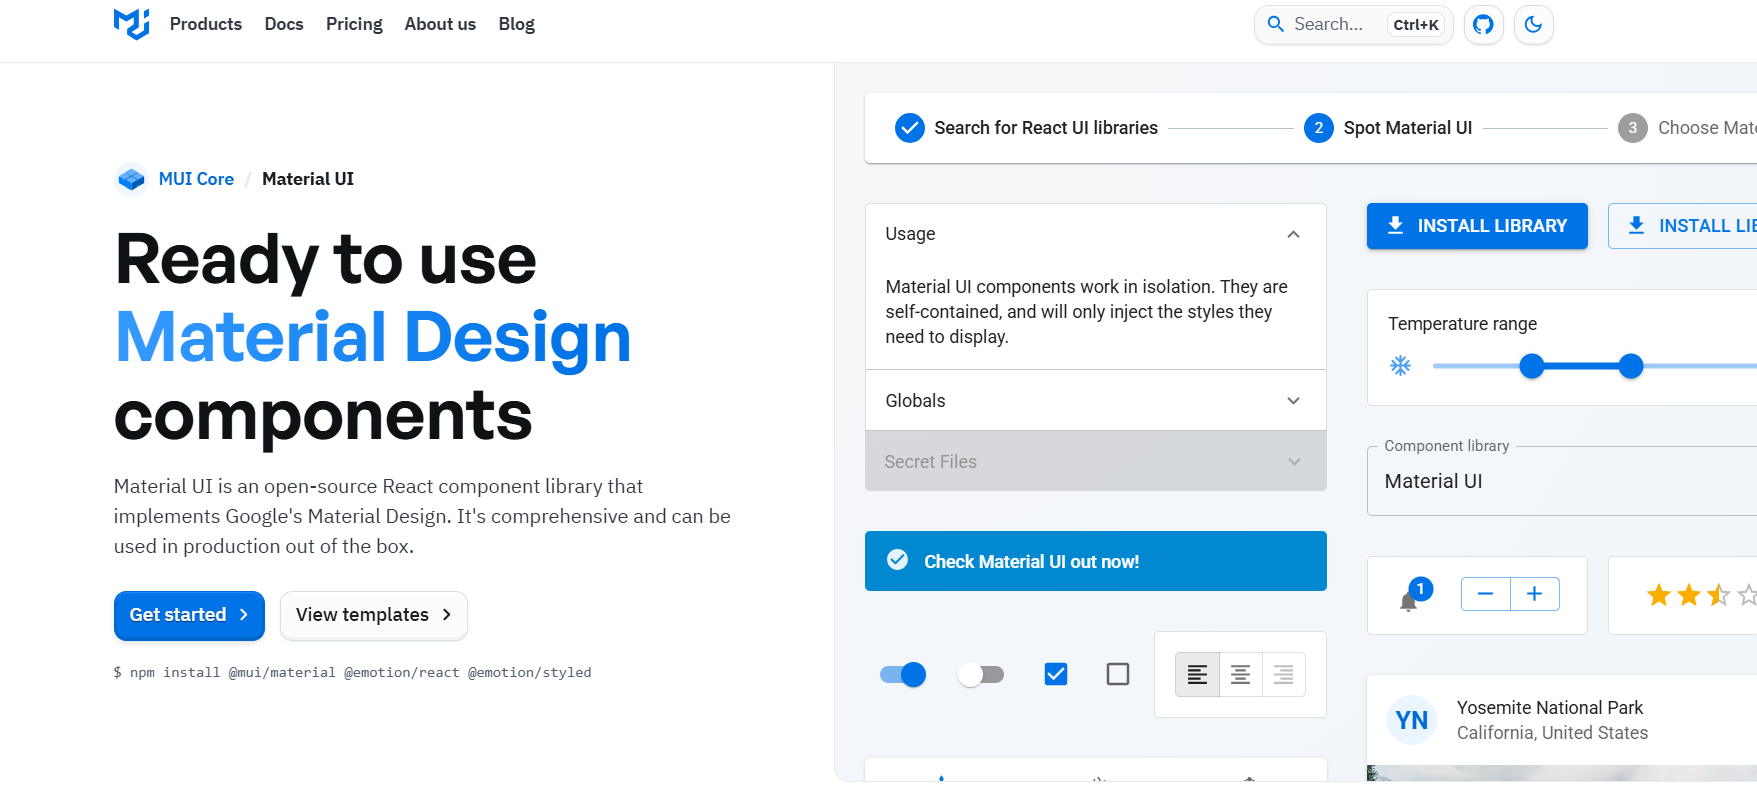 Products Docs Pricing About us Blog
Search... Ctrl+K
MUI Core / Material UI
Ready to use
Material Design
components
Material UI is an open-source React component library that
implements Google's Material Design. It's comprehensive and can be
used in production out of the box.
Get started
View templates
$ npm install @mui/material @emotion/react @emotion/styled
Search for React UI libraries
2 Spot Material UI
3 Choose
Usage
Material UI components work in isolation. They are
self-contained, and will only inject the styles they
need to display.
Globals
Secret Files
Check Material UI out now!
INSTALL LIBRARY
INSTALL
Temperature range
Component library
Material UI
1
YN
Yosemite National Park
California, United States